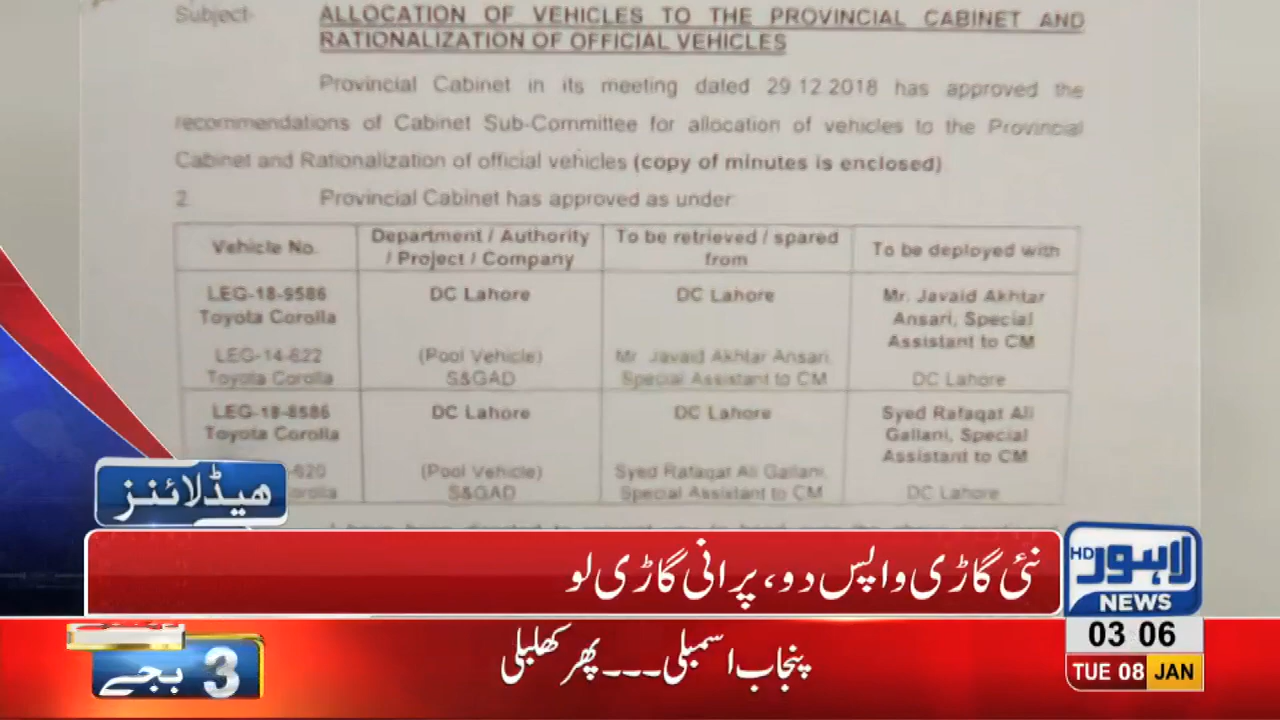 Subject- ALLOCATION OF VEHICLES TO THE PROVINCIAL CABINET AND
RATIONALIZATION OF OFFICIAL VEHICLES
Provincial Cabinet in its meeting dated 29.12.2018 has approved the
recommendations of Cabinet Sub-Committee for allocation of vehicles to the Provincial
Cabinet and Rationalization of official vehicles (copy of minutes is enclosed)
2 Provincial Cabinet has approved as under
Vehicle No.
Department / Authority
/ Project / Company
To be retrieved / spared
from
To be deployed with
LEG-18-9586
Toyota Corolla
DC Lahore
DC Lahore
Mr. Javaid Akhtar
Ansari, Special
Assistant to CM
LEG-14-622
Toyota Corolla
(Pool Vehicle)
S&GAD
Mr. Javaid Akhtar Ansari,
Special Assistant to CM
DC Lahore
LEG-18-8586
Toyota Corolla
DC Lahore
DC Lahore
Syed Rafaqat Ali
Gallani, Special
Assistant to CM
-620
Corolla
(Pool Vehicle)
S&GAD
Syed Rafaqat Ali Gallani,
Special Assistant to CM
DC Lahore
ہیڈلائنز
نئی گاڑی واپس دو، پرانی گاڑی لو
HD لاہور
NEWS
03 06
TUE 08 JAN
پنجاب اسمبلی۔۔۔پھر کھلبلی
3 بجے